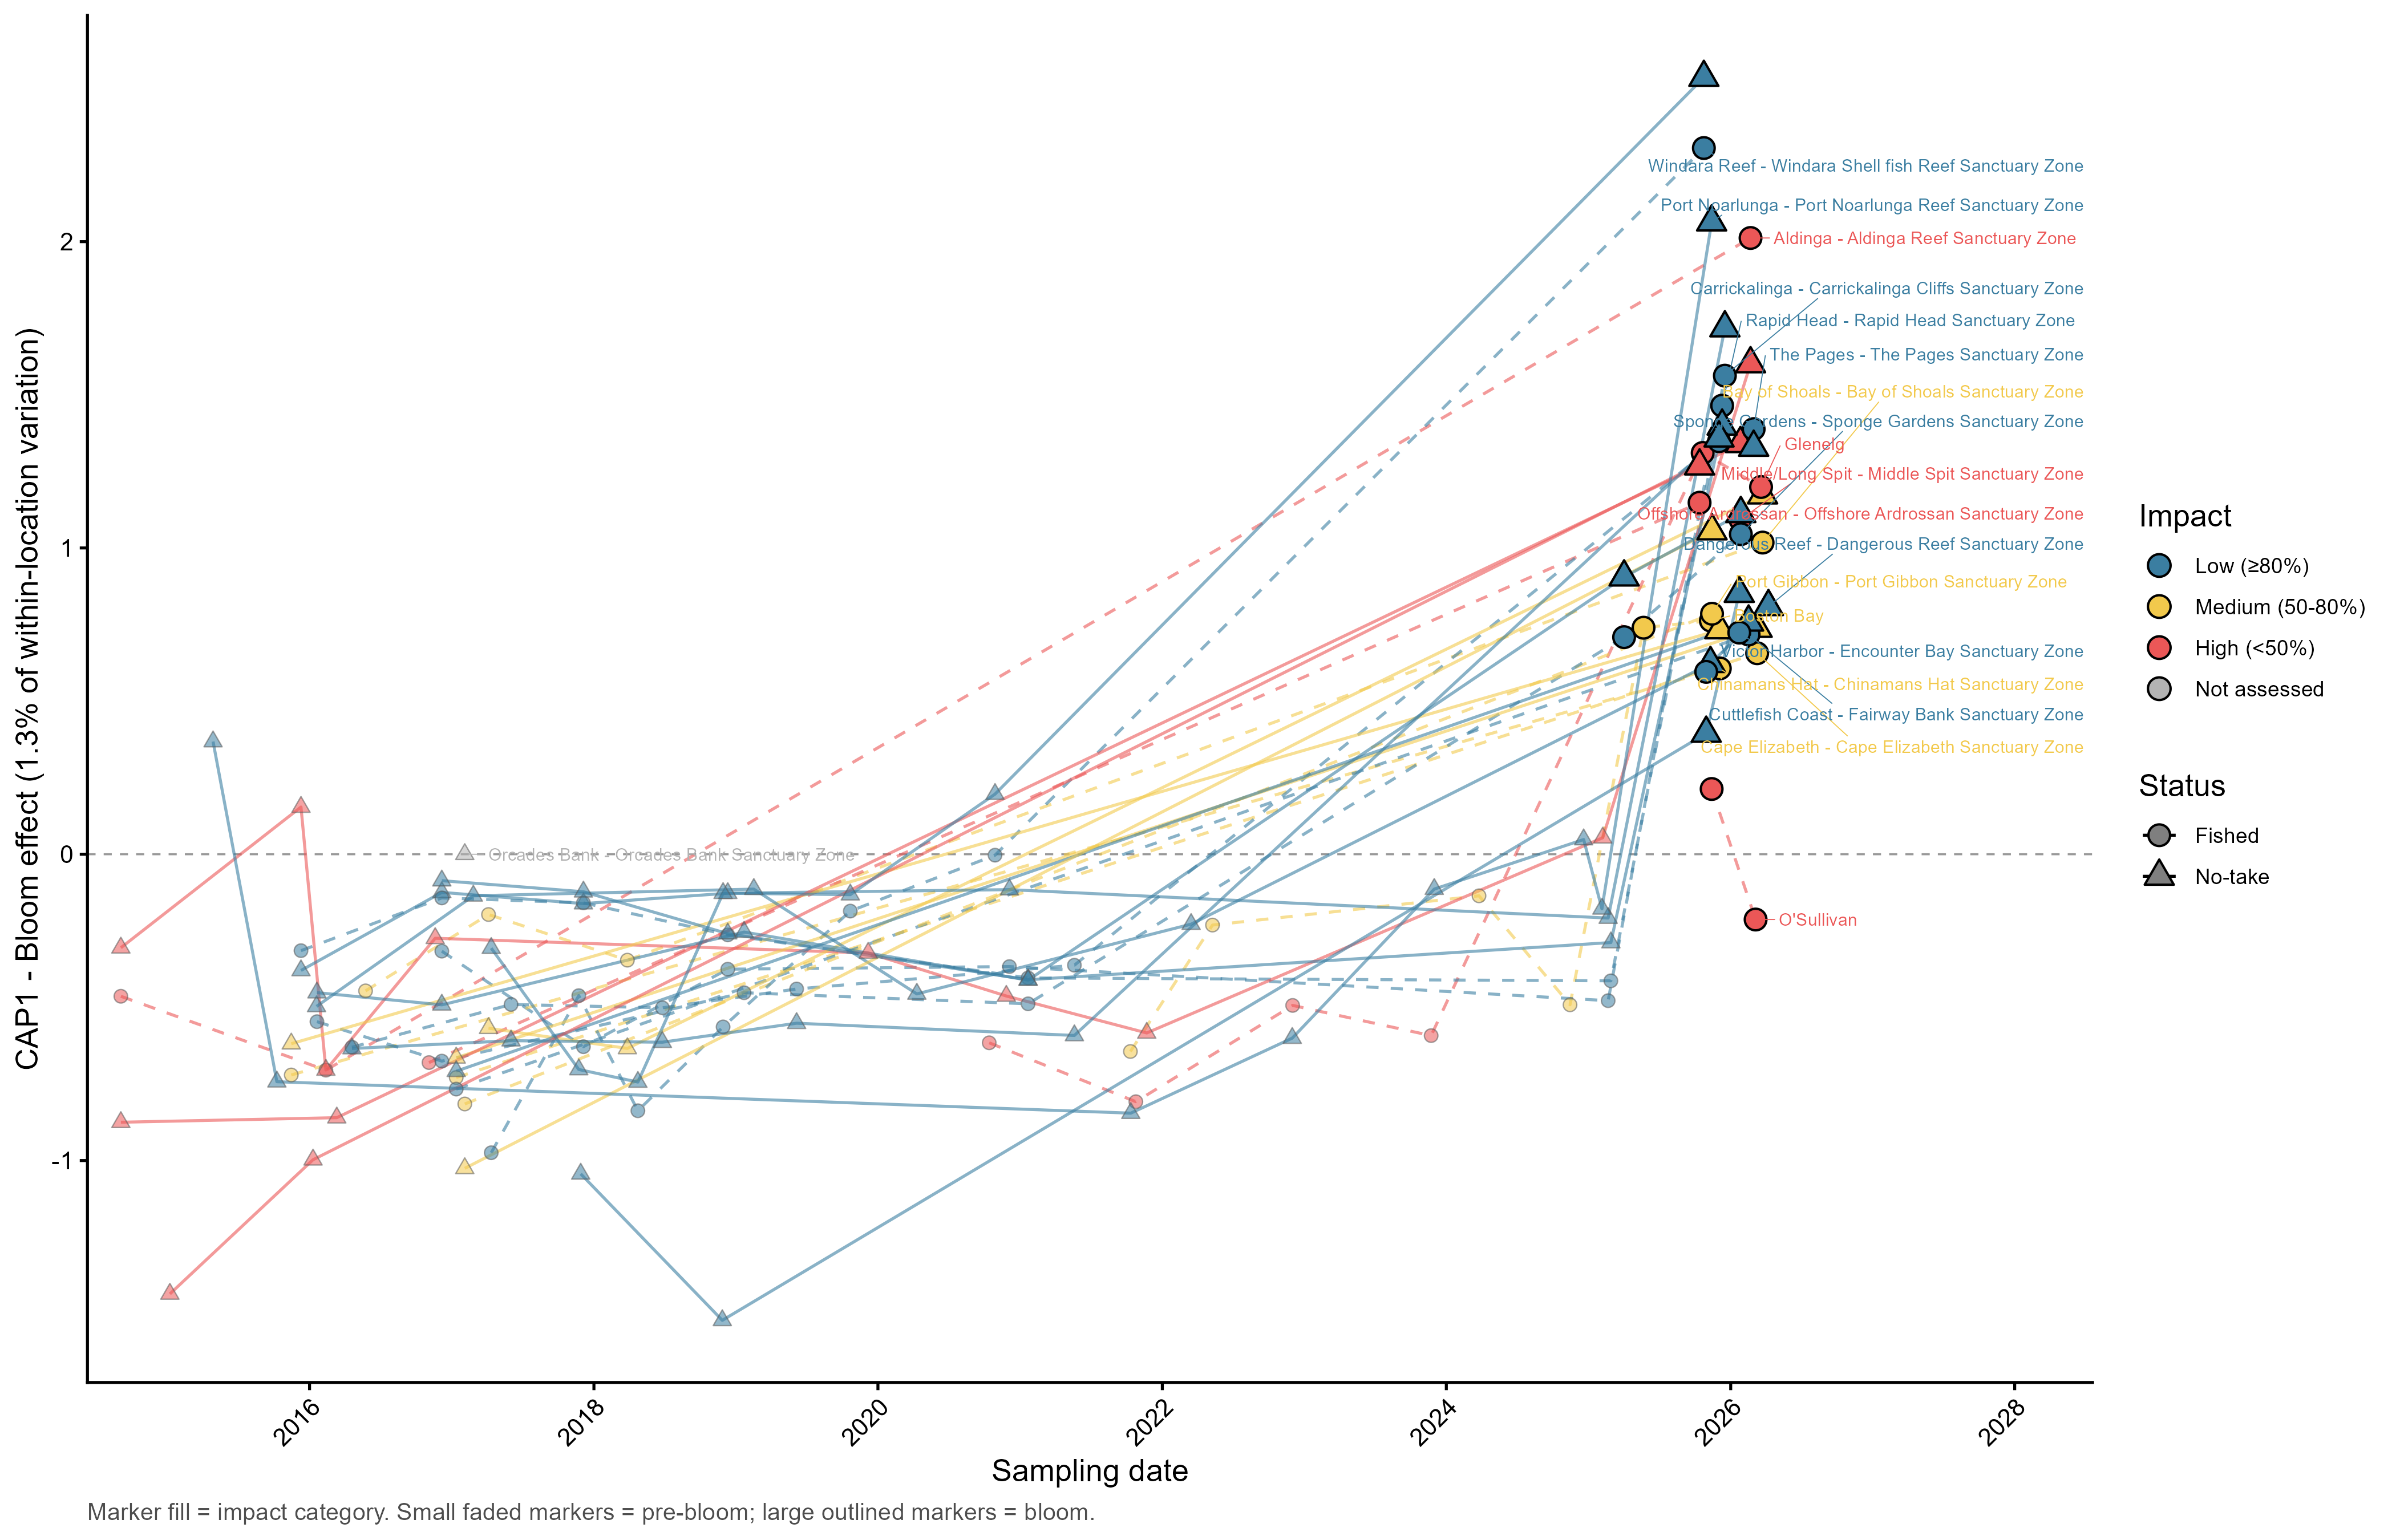 CAP1 - Bloom effect (1.3% of within-location variation)
2
1
0
-1
Windara Reef - Windara Shell fish Reef Sanctuary Zone
Port Noarlunga - Port Noarlunga Reef Sanctuary Zone
Aldinga - Aldinga Reef Sanctuary Zone
Carrickalinga - Carrickalinga Cliffs Sanctuary Zone
Rapid Head - Rapid Head Sanctuary Zone
The Pages - The Pages Sanctuary Zone
Bay of Shoals - Bay of Shoals Sanctuary Zone
Sponge Gardens - Sponge Gardens Sanctuary Zone
Glenelg
Middle/Long Spit - Middle Spit Sanctuary Zone
Offshore Ardrossan - Offshore Ardrossan Sanctuary Zone
Dangerous Reef - Dangerous Reef Sanctuary Zone
Port Gibbon - Port Gibbon Sanctuary Zone
Boston Bay
Victor Harbor - Encounter Bay Sanctuary Zone
Chinamans Hat - Chinamans Hat Sanctuary Zone
Cuttlefish Coast - Fairway Bank Sanctuary Zone
Cape Elizabeth - Cape Elizabeth Sanctuary Zone
Orcades Bank - Orcades Bank Sanctuary Zone
O'Sullivan
Impact
Low (≥80%)
Medium (50-80%)
High (<50%)
Not assessed
Status
Fished
No-take
2016
2018
2020
2022
2024
2026
2028
Sampling date
Marker fill = impact category. Small faded markers = pre-bloom; large outlined markers = bloom.